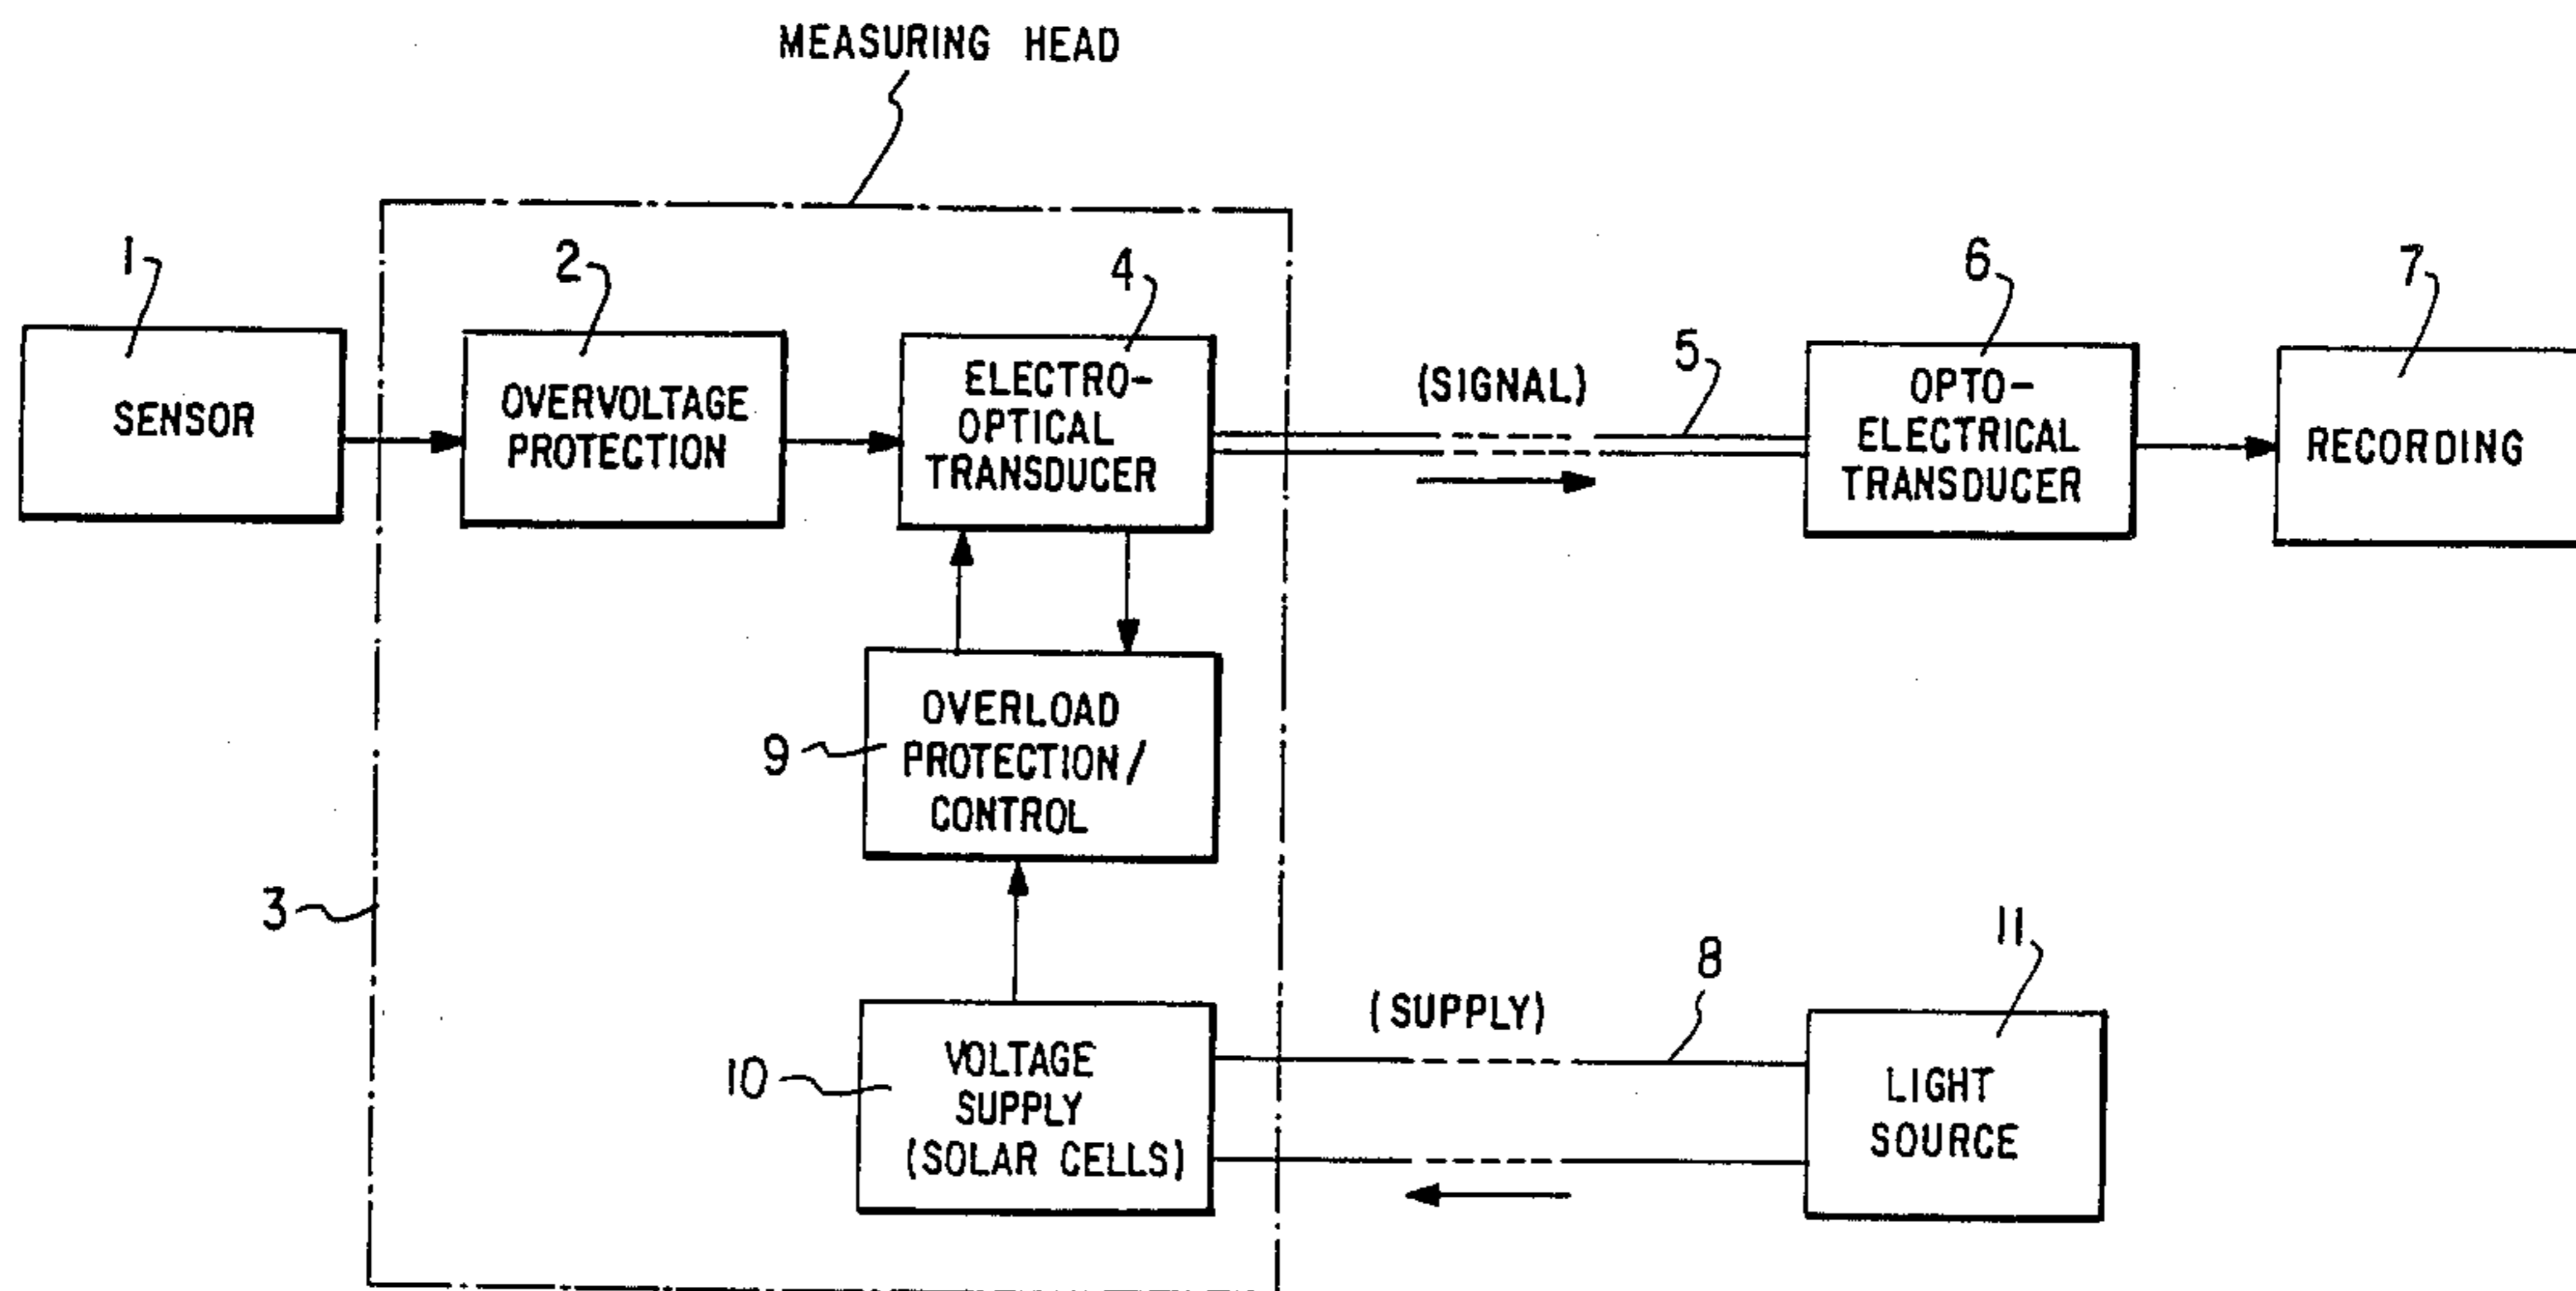 MEASURING HEAD
1
SENSOR
2
OVERVOLTAGE
PROTECTION
4
ELECTRO-
OPTICAL
TRANSDUCER
(SIGNAL)
5
6
OPTO-
ELECTRICAL
TRANSDUCER
7
RECORDING
9
OVERLOAD
PROTECTION/
CONTROL
3
10
VOLTAGE
SUPPLY
(SOLAR CELLS)
(SUPPLY)
8
11
LIGHT
SOURCE